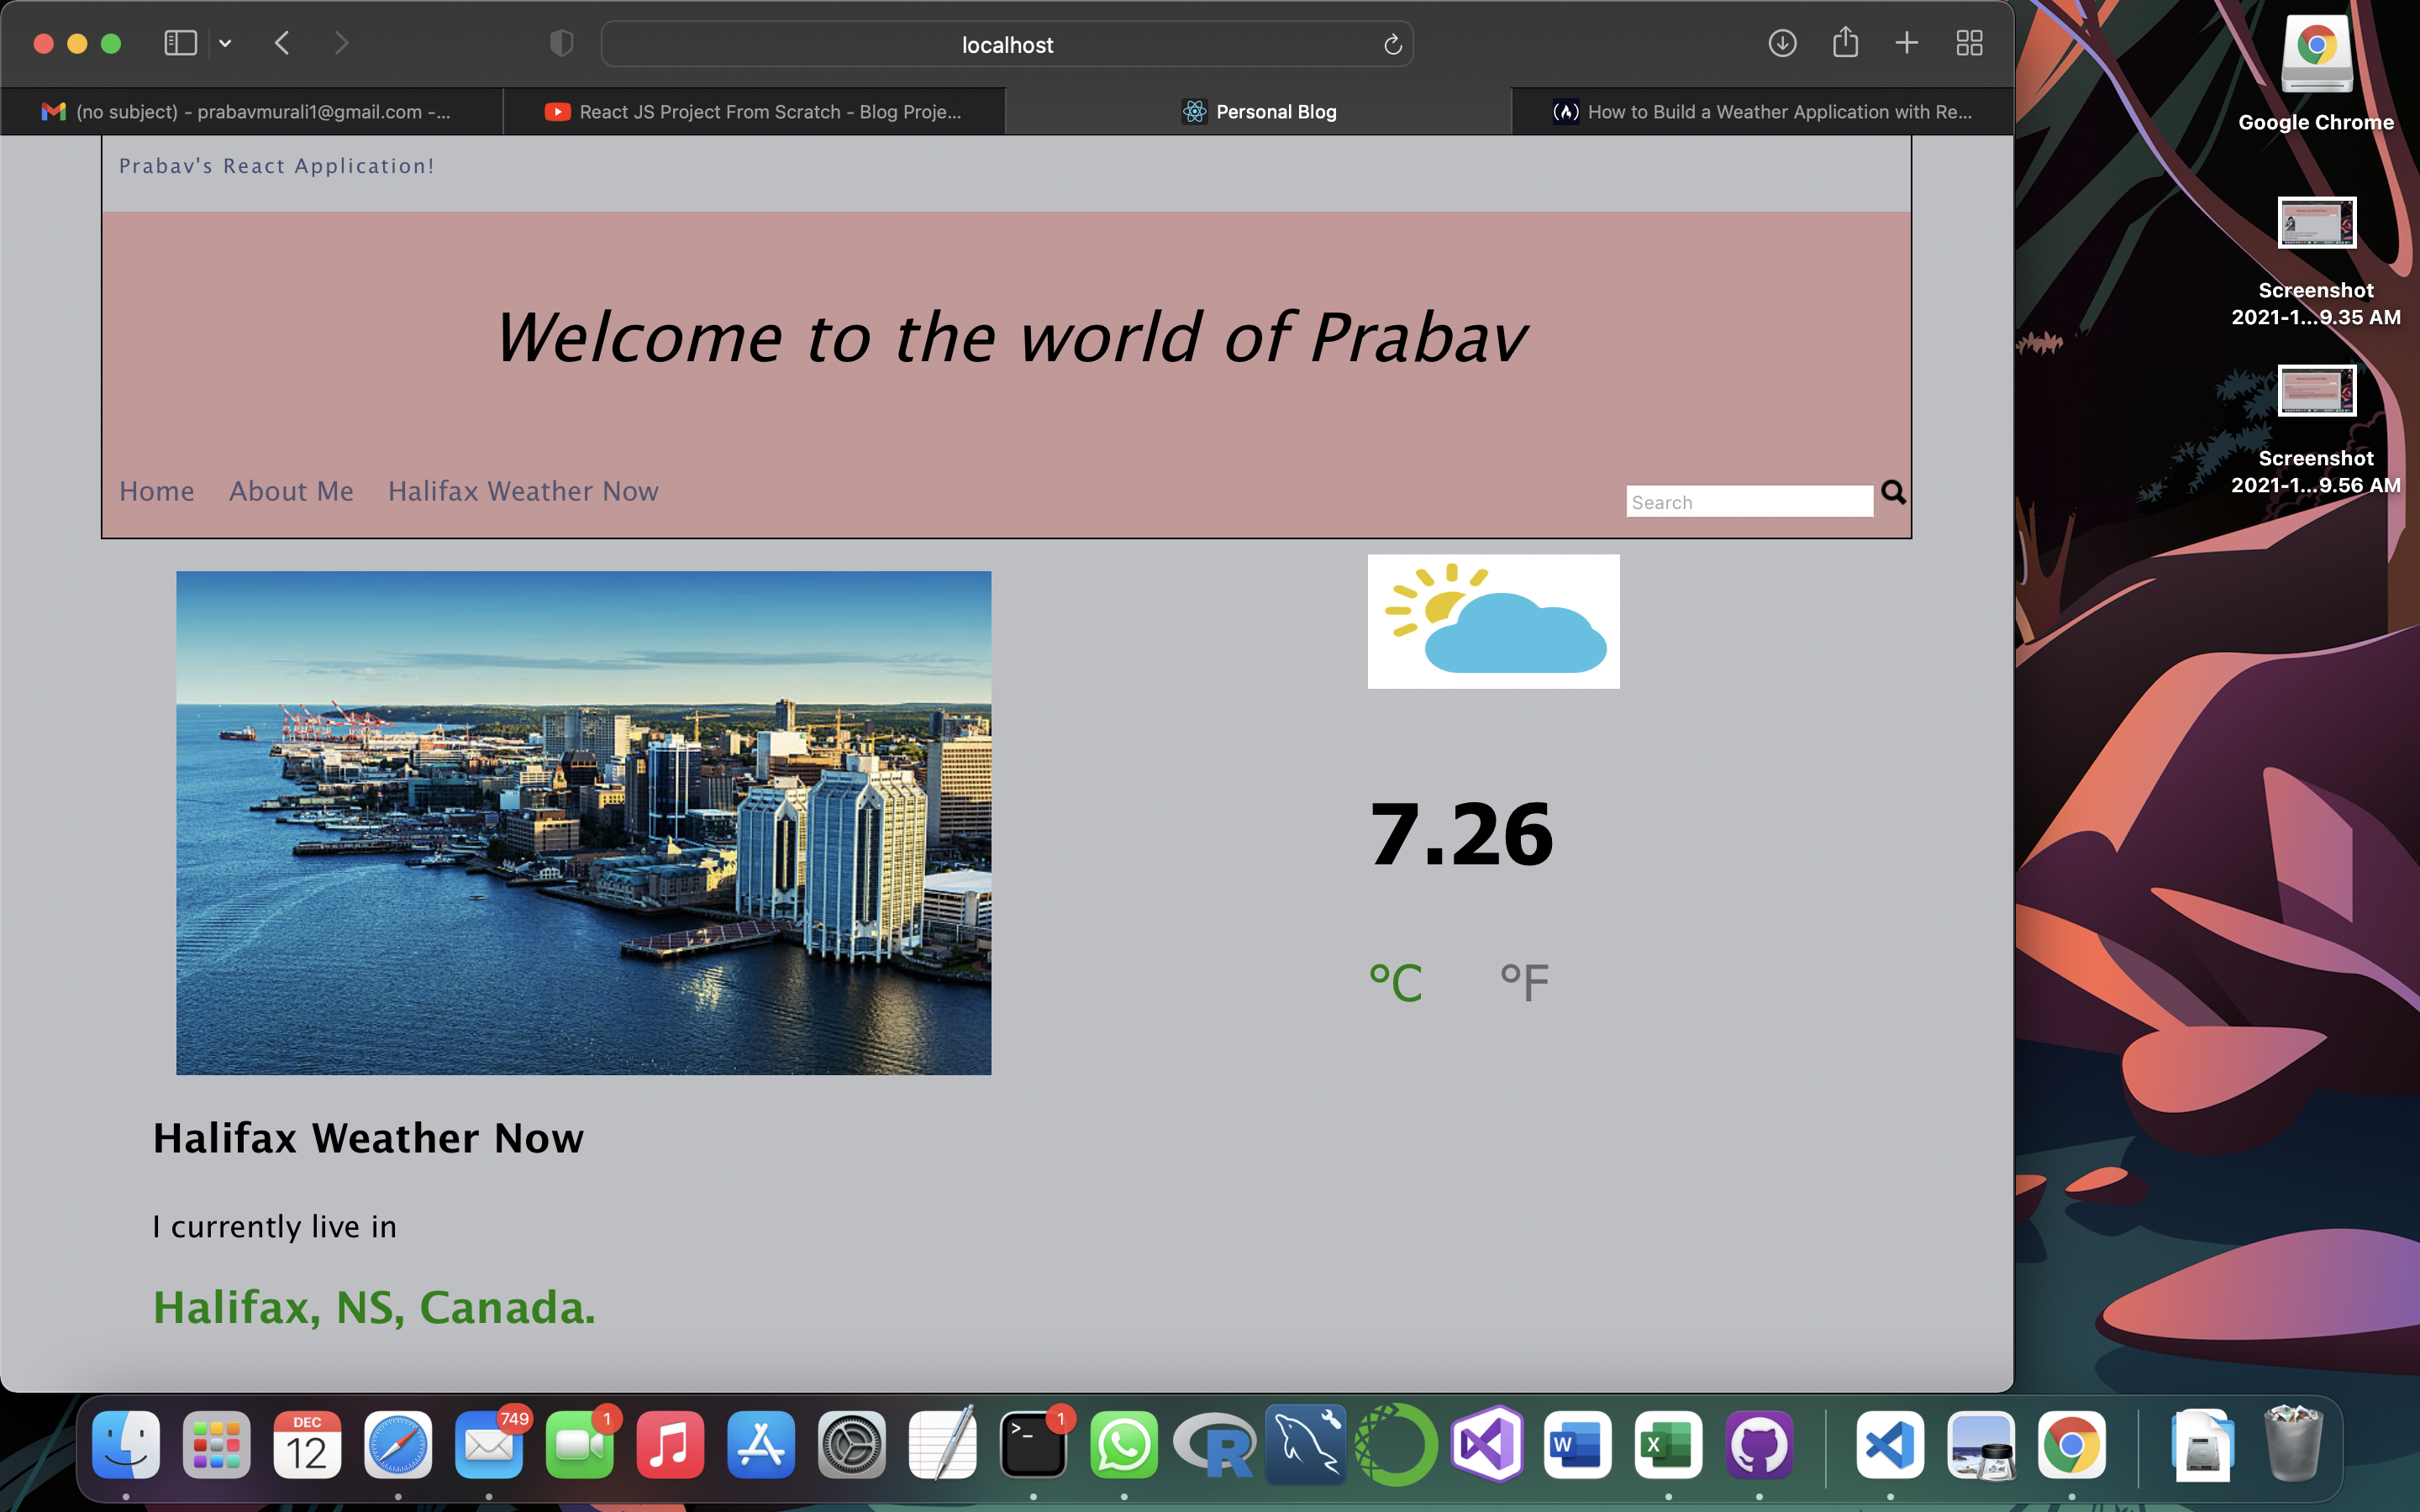 localhost
(no subject) - prabavmurali1@gmail.com -...
React JS Project From Scratch - Blog Proje...
Personal Blog
How to Build a Weather Application with Re...
Prabav's React Application!
Welcome to the world of Prabav
Home
About Me
Halifax Weather Now
Search
7.26
°C
°F
Halifax Weather Now
I currently live in
Halifax, NS, Canada.
Google Chrome
Screenshot
2021-1...9.35 AM
Screenshot
2021-1...9.56 AM
DEC
12
749
1
>_
1
R
W
X